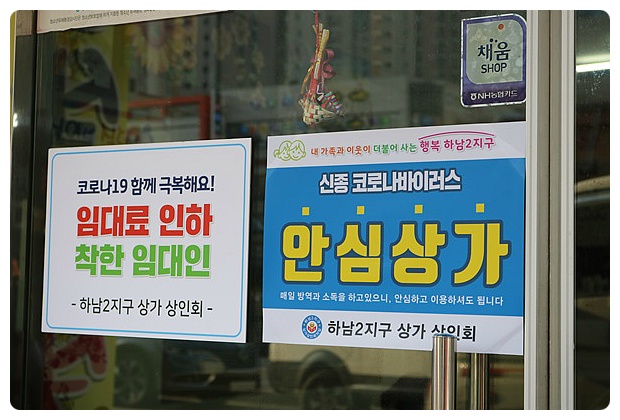 채움
SHOP
NH농협카드
코로나19 함께 극복해요!
임대료 인하
착한 임대인
- 하남2지구 상가 상인회 -
내 가족과 이웃이 더불어 사는 행복 하남2지구
신종 코로나바이러스
안심상가
매일 방역과 소독을 하고있으니, 안심하고 이용하셔도 됩니다
하남2지구 상가 상인회